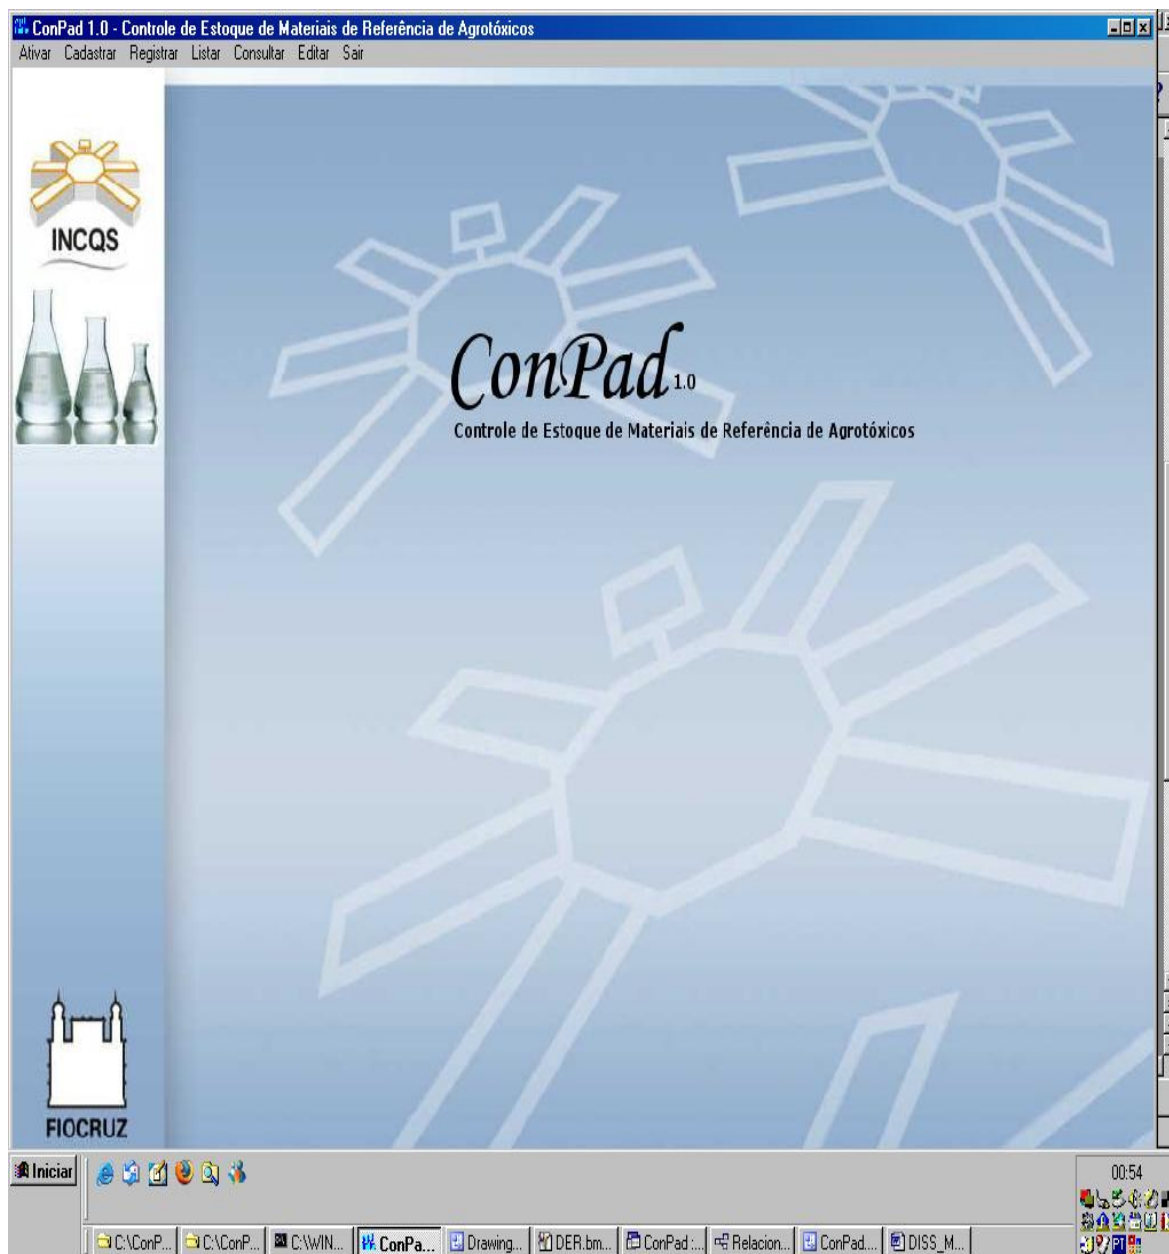 ConPad 1.0 - Controle de Estoque de Materiais de Referência de Agrotóxicos
Ativar Cadastrar Registrar Listar Consultar Editar Sair
INCQS
ConPad 1.0
Controle de Estoque de Materiais de Referência de Agrotóxicos
FIOCRUZ
Iniciar
00:54
PT
C:\ConP... C:\ConP... C:\WIN... ConPa... Drawing... DER.bm... ConPad :... Relacion... ConPad.... DISS_M...